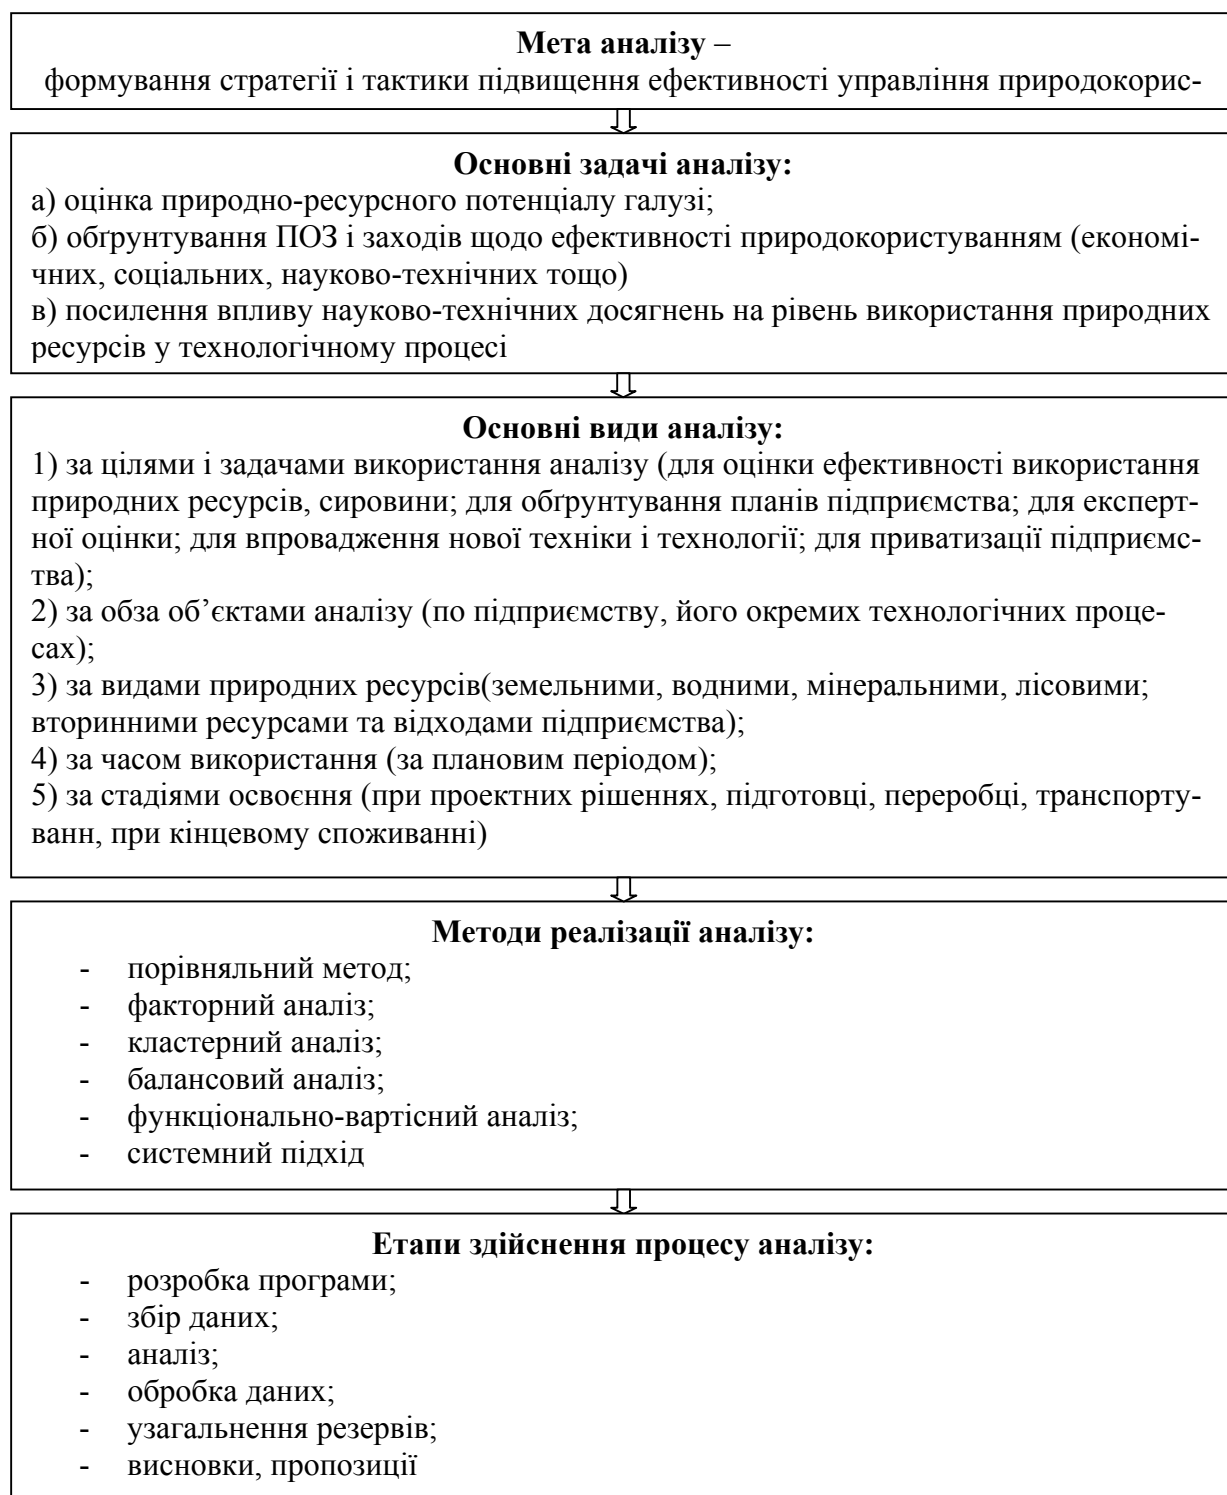 Мета аналізу –
формування стратегії і тактики підвищення ефективності управління природокорис-
Основні задачі аналізу:
а) оцінка природно-ресурсного потенціалу галузі;
б) обґрунтування ПОЗ і заходів щодо ефективності природокористуванням (економі-
чних, соціальних, науково-технічних тощо)
в) посилення впливу науково-технічних досягнень на рівень використання природних
ресурсів у технологічному процесі
Основні види аналізу:
1) за цілями і задачами використання аналізу (для оцінки ефективності використання
природних ресурсів, сировини; для обґрунтування планів підприємства; для експерт-
ної оцінки; для впровадження нової техніки і технології; для приватизації підприємс-
тва);
2) за обза об’єктами аналізу (по підприємству, його окремих технологічних проце-
сах);
3) за видами природних ресурсів(земельними, водними, мінеральними, лісовими;
вторинними ресурсами та відходами підприємства);
4) за часом використання (за плановим періодом);
5) за стадіями освоєння (при проектних рішеннях, підготовці, переробці, транспорту-
ванн, при кінцевому споживанні)
Методи реалізації аналізу:
- порівняльний метод;
- факторний аналіз;
- кластерний аналіз;
- балансовий аналіз;
- функціонально-вартісний аналіз;
- системний підхід
Етапи здійснення процесу аналізу:
- розробка програми;
- збір даних;
- аналіз;
- обробка даних;
- узагальнення резервів;
- висновки, пропозиції